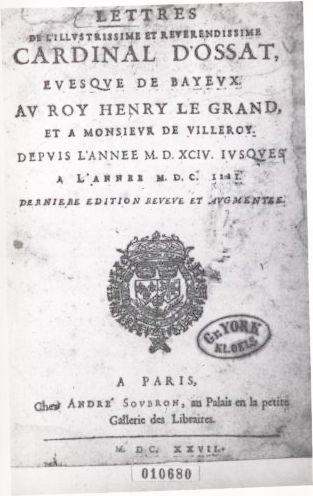 LETTRES
DE L'ILLVSTRISSIME ET REVERENDISSIME
CARDINAL D'OSSAT,
EVESQVE DE BAYEVX.
AV ROY HENRY LE GRAND,
ET A MONSIEVR DE VILLEROY.
DEPVIS L'ANNEE M. D. XCIV. IVSQVES
A L'ANNEE M. D. C. IIII.
DERNIERE EDITION REVEVE ET AVGMENTEE.
A PARIS,
Chez ANDRÉ SOVBRON, au Palais en la petite
Gallerie des Libraires.
M. DC. XXVII.
010680